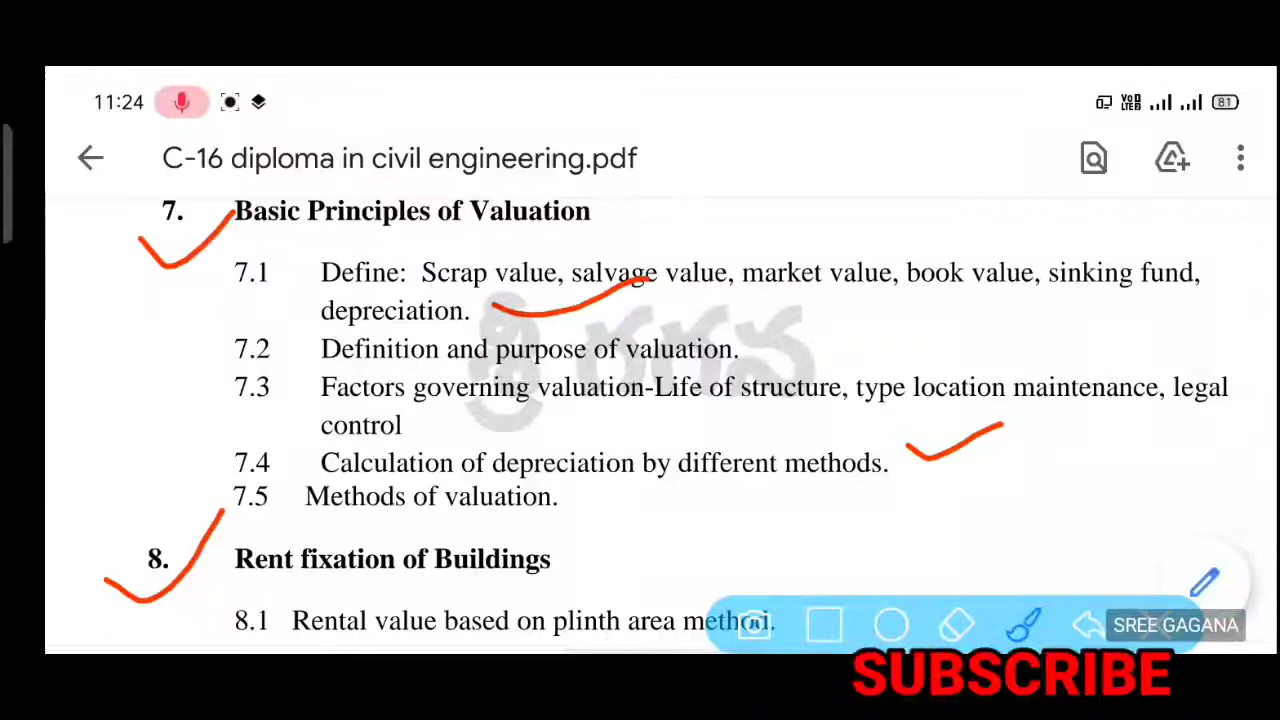 11:24
VoD LTE2 81
C-16 diploma in civil engineering.pdf
7. Basic Principles of Valuation
7.1 Define: Scrap value, salvage value, market value, book value, sinking fund,
depreciation.
శ్రీ గగన
7.2 Definition and purpose of valuation.
7.3 Factors governing valuation-Life of structure, type location maintenance, legal
control
7.4 Calculation of depreciation by different methods.
7.5 Methods of valuation.
8. Rent fixation of Buildings
8.1 Rental value based on plinth area method.
SREE GAGANA
SUBSCRIBE